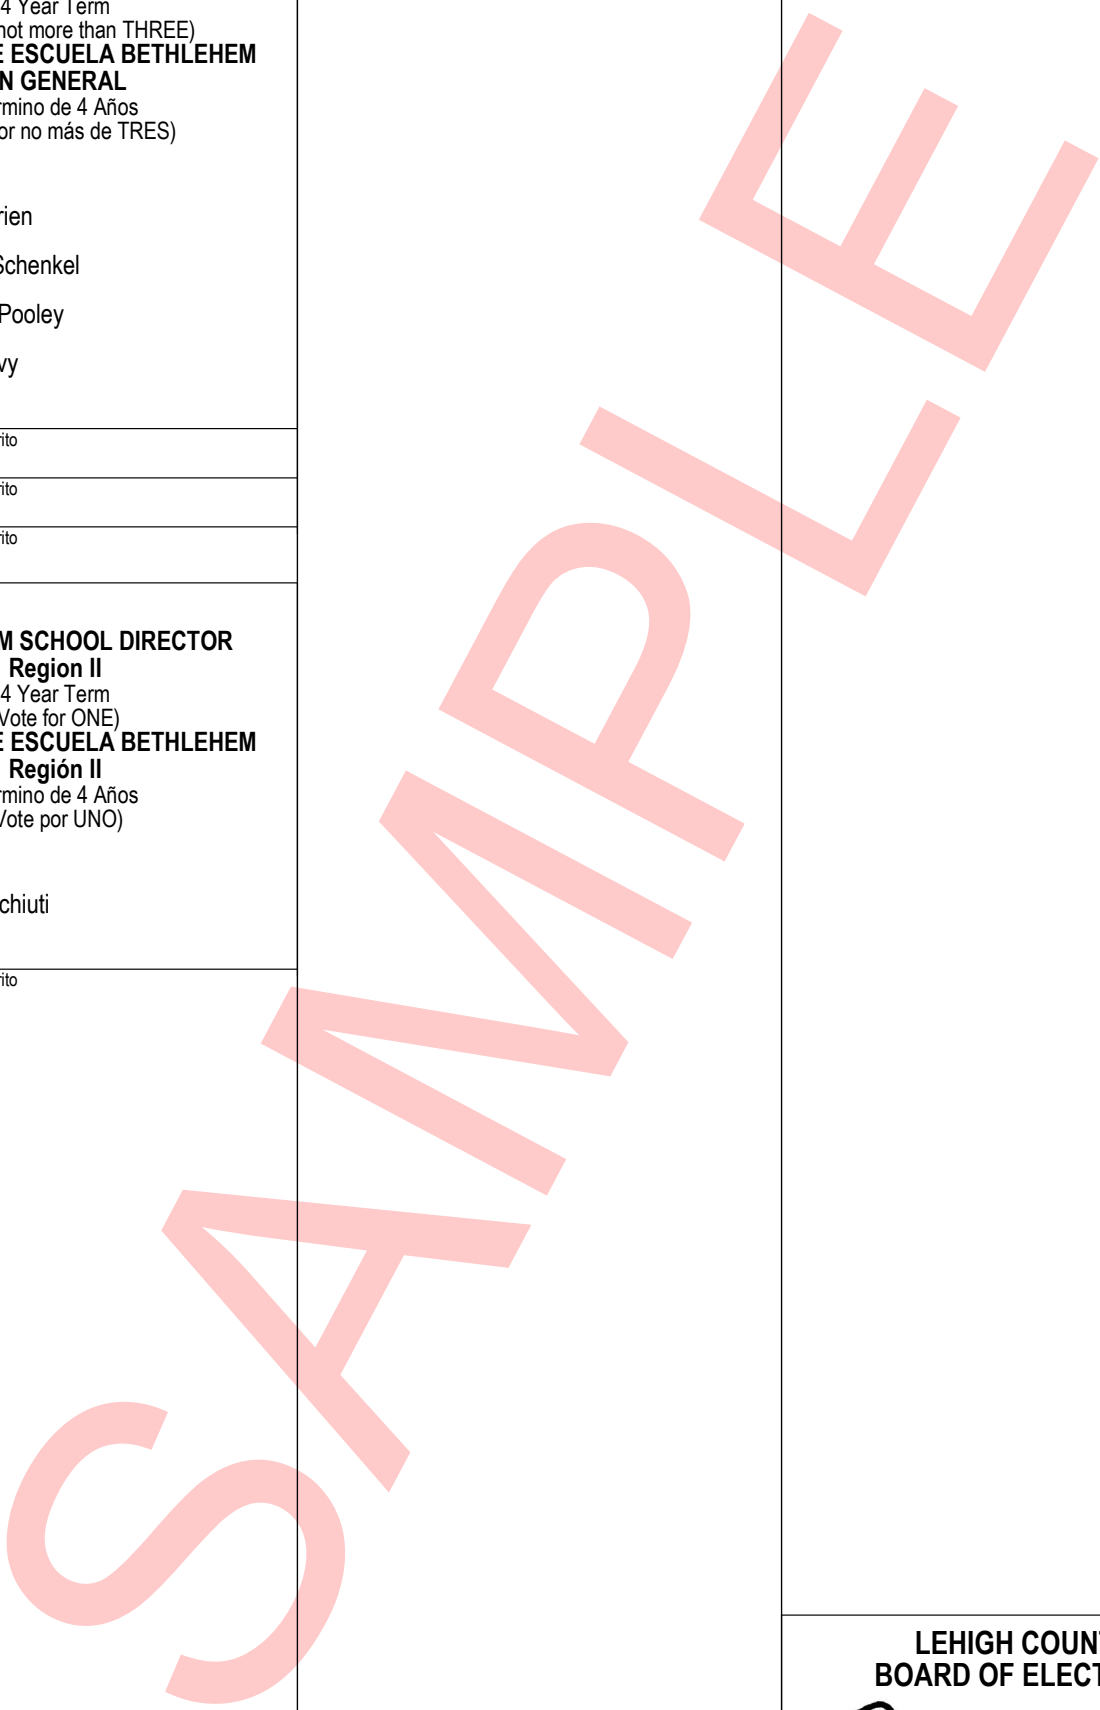 4 Year Term
not more than THREE)
E ESCUELA BETHLEHEM
N GENERAL
rmino de 4 Años
or no más de TRES)
rien
Schenkel
Pooley
vy
rito
rito
rito
M SCHOOL DIRECTOR
Region II
4 Year Term
Vote for ONE)
E ESCUELA BETHLEHEM
Región II
rmino de 4 Años
Vote por UNO)
chiuti
rito
SAMPLE
LEHIGH COUN
BOARD OF ELECT